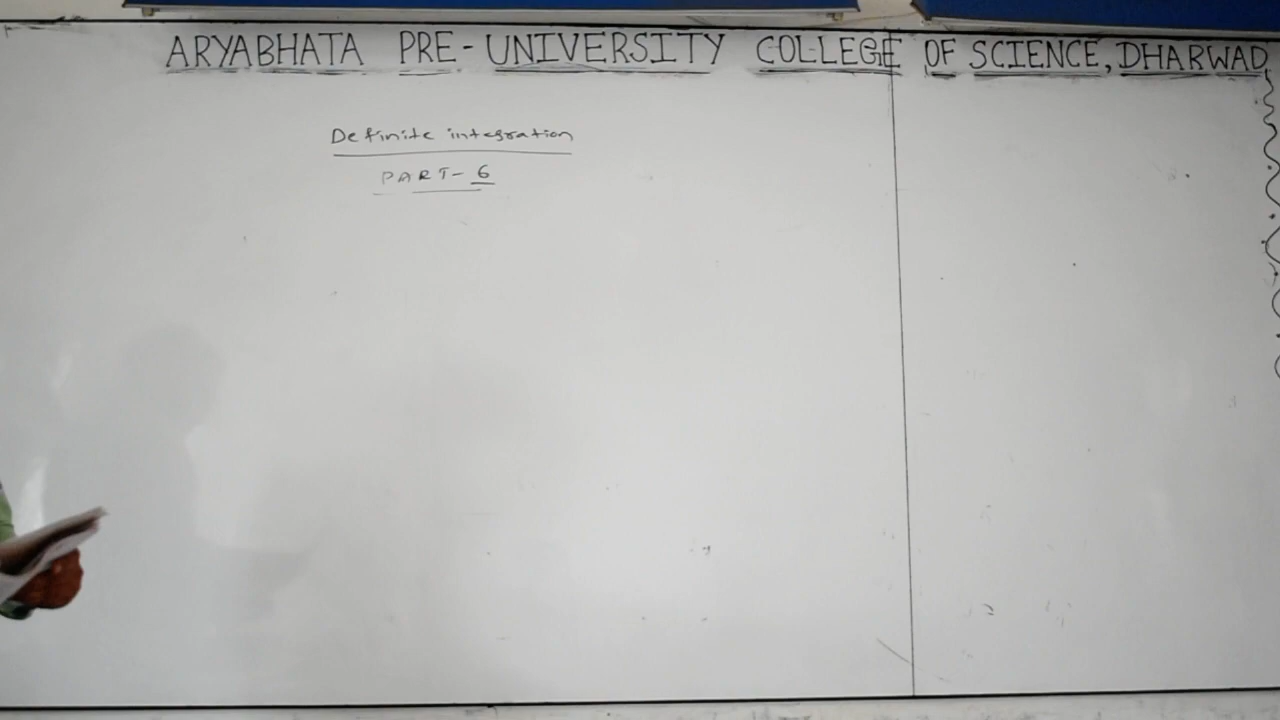 ARYABHATA PRE-UNIVERSITY COLLEGE OF SCIENCE, DHARWAD
Definite integration
PART-6